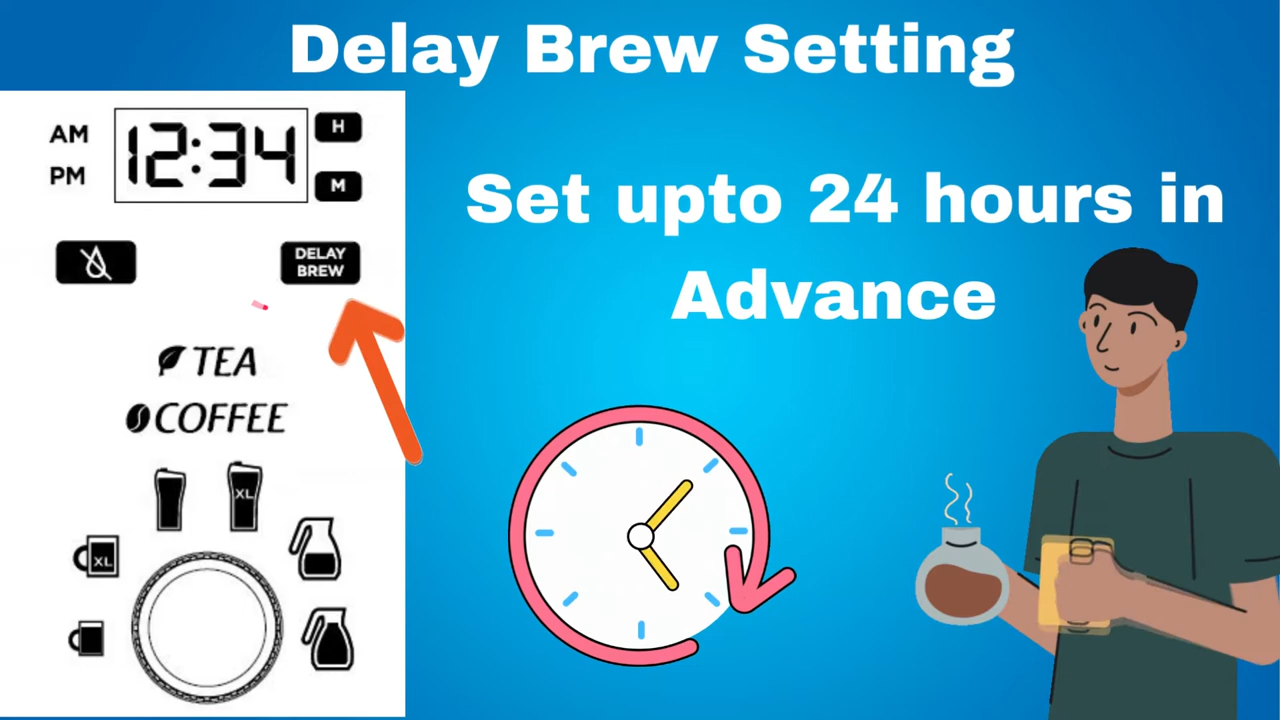 Delay Brew Setting
AM
12:34
H
PM
M
DELAY
BREW
TEA
COFFEE
XL
XL
Set upto 24 hours in
Advance